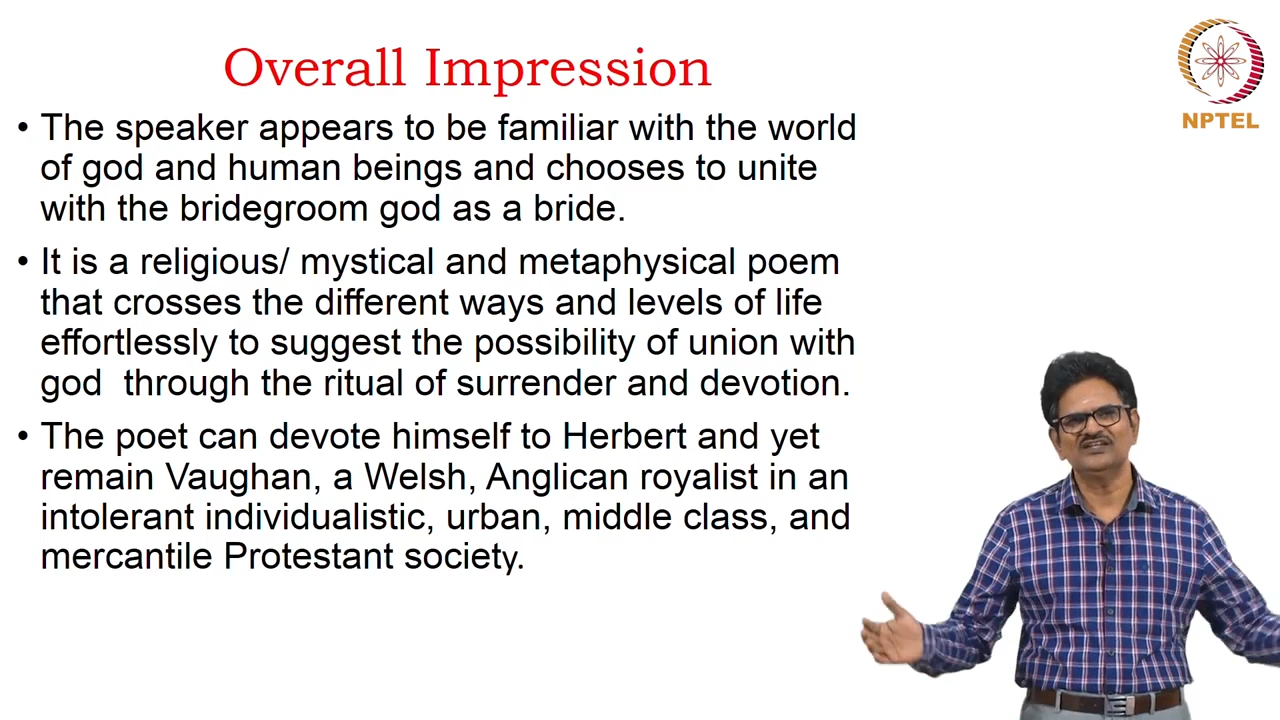 Overall Impression
NPTEL
• The speaker appears to be familiar with the world
of god and human beings and chooses to unite
with the bridegroom god as a bride.
• It is a religious/ mystical and metaphysical poem
that crosses the different ways and levels of life
effortlessly to suggest the possibility of union with
god  through the ritual of surrender and devotion.
• The poet can devote himself to Herbert and yet
remain Vaughan, a Welsh, Anglican royalist in an
intolerant individualistic, urban, middle class, and
mercantile Protestant society.